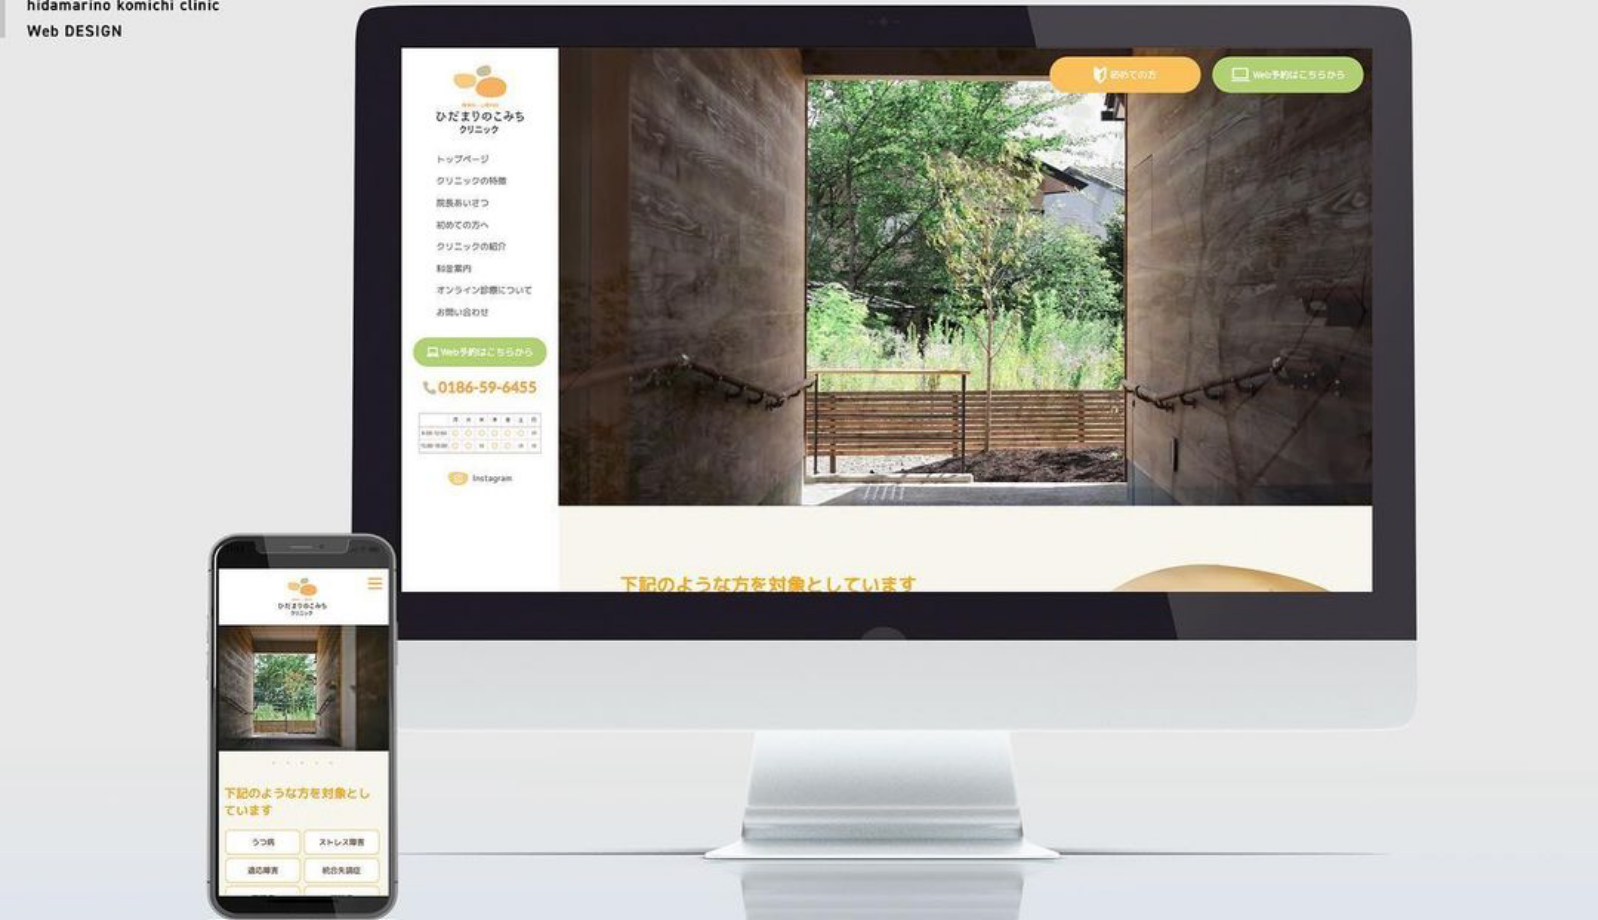 hidamarino komichi clinic
Web DESIGN
初めての方
Web予約はこちらから
ひだまりのこみち
クリニック
トップページ
クリニックの特徴
院長あいさつ
初めての方へ
クリニックの紹介
料金案内
オンライン診療について
お問い合わせ
Web予約はこちらから
0186-59-6455
月 火 水 木 金 土 日
Instagram
下記のような方を対象としています
ひだまりのこみち
クリニック
下記のような方を対象とし
ています
うつ病
ストレス障害
適応障害
統合失調症